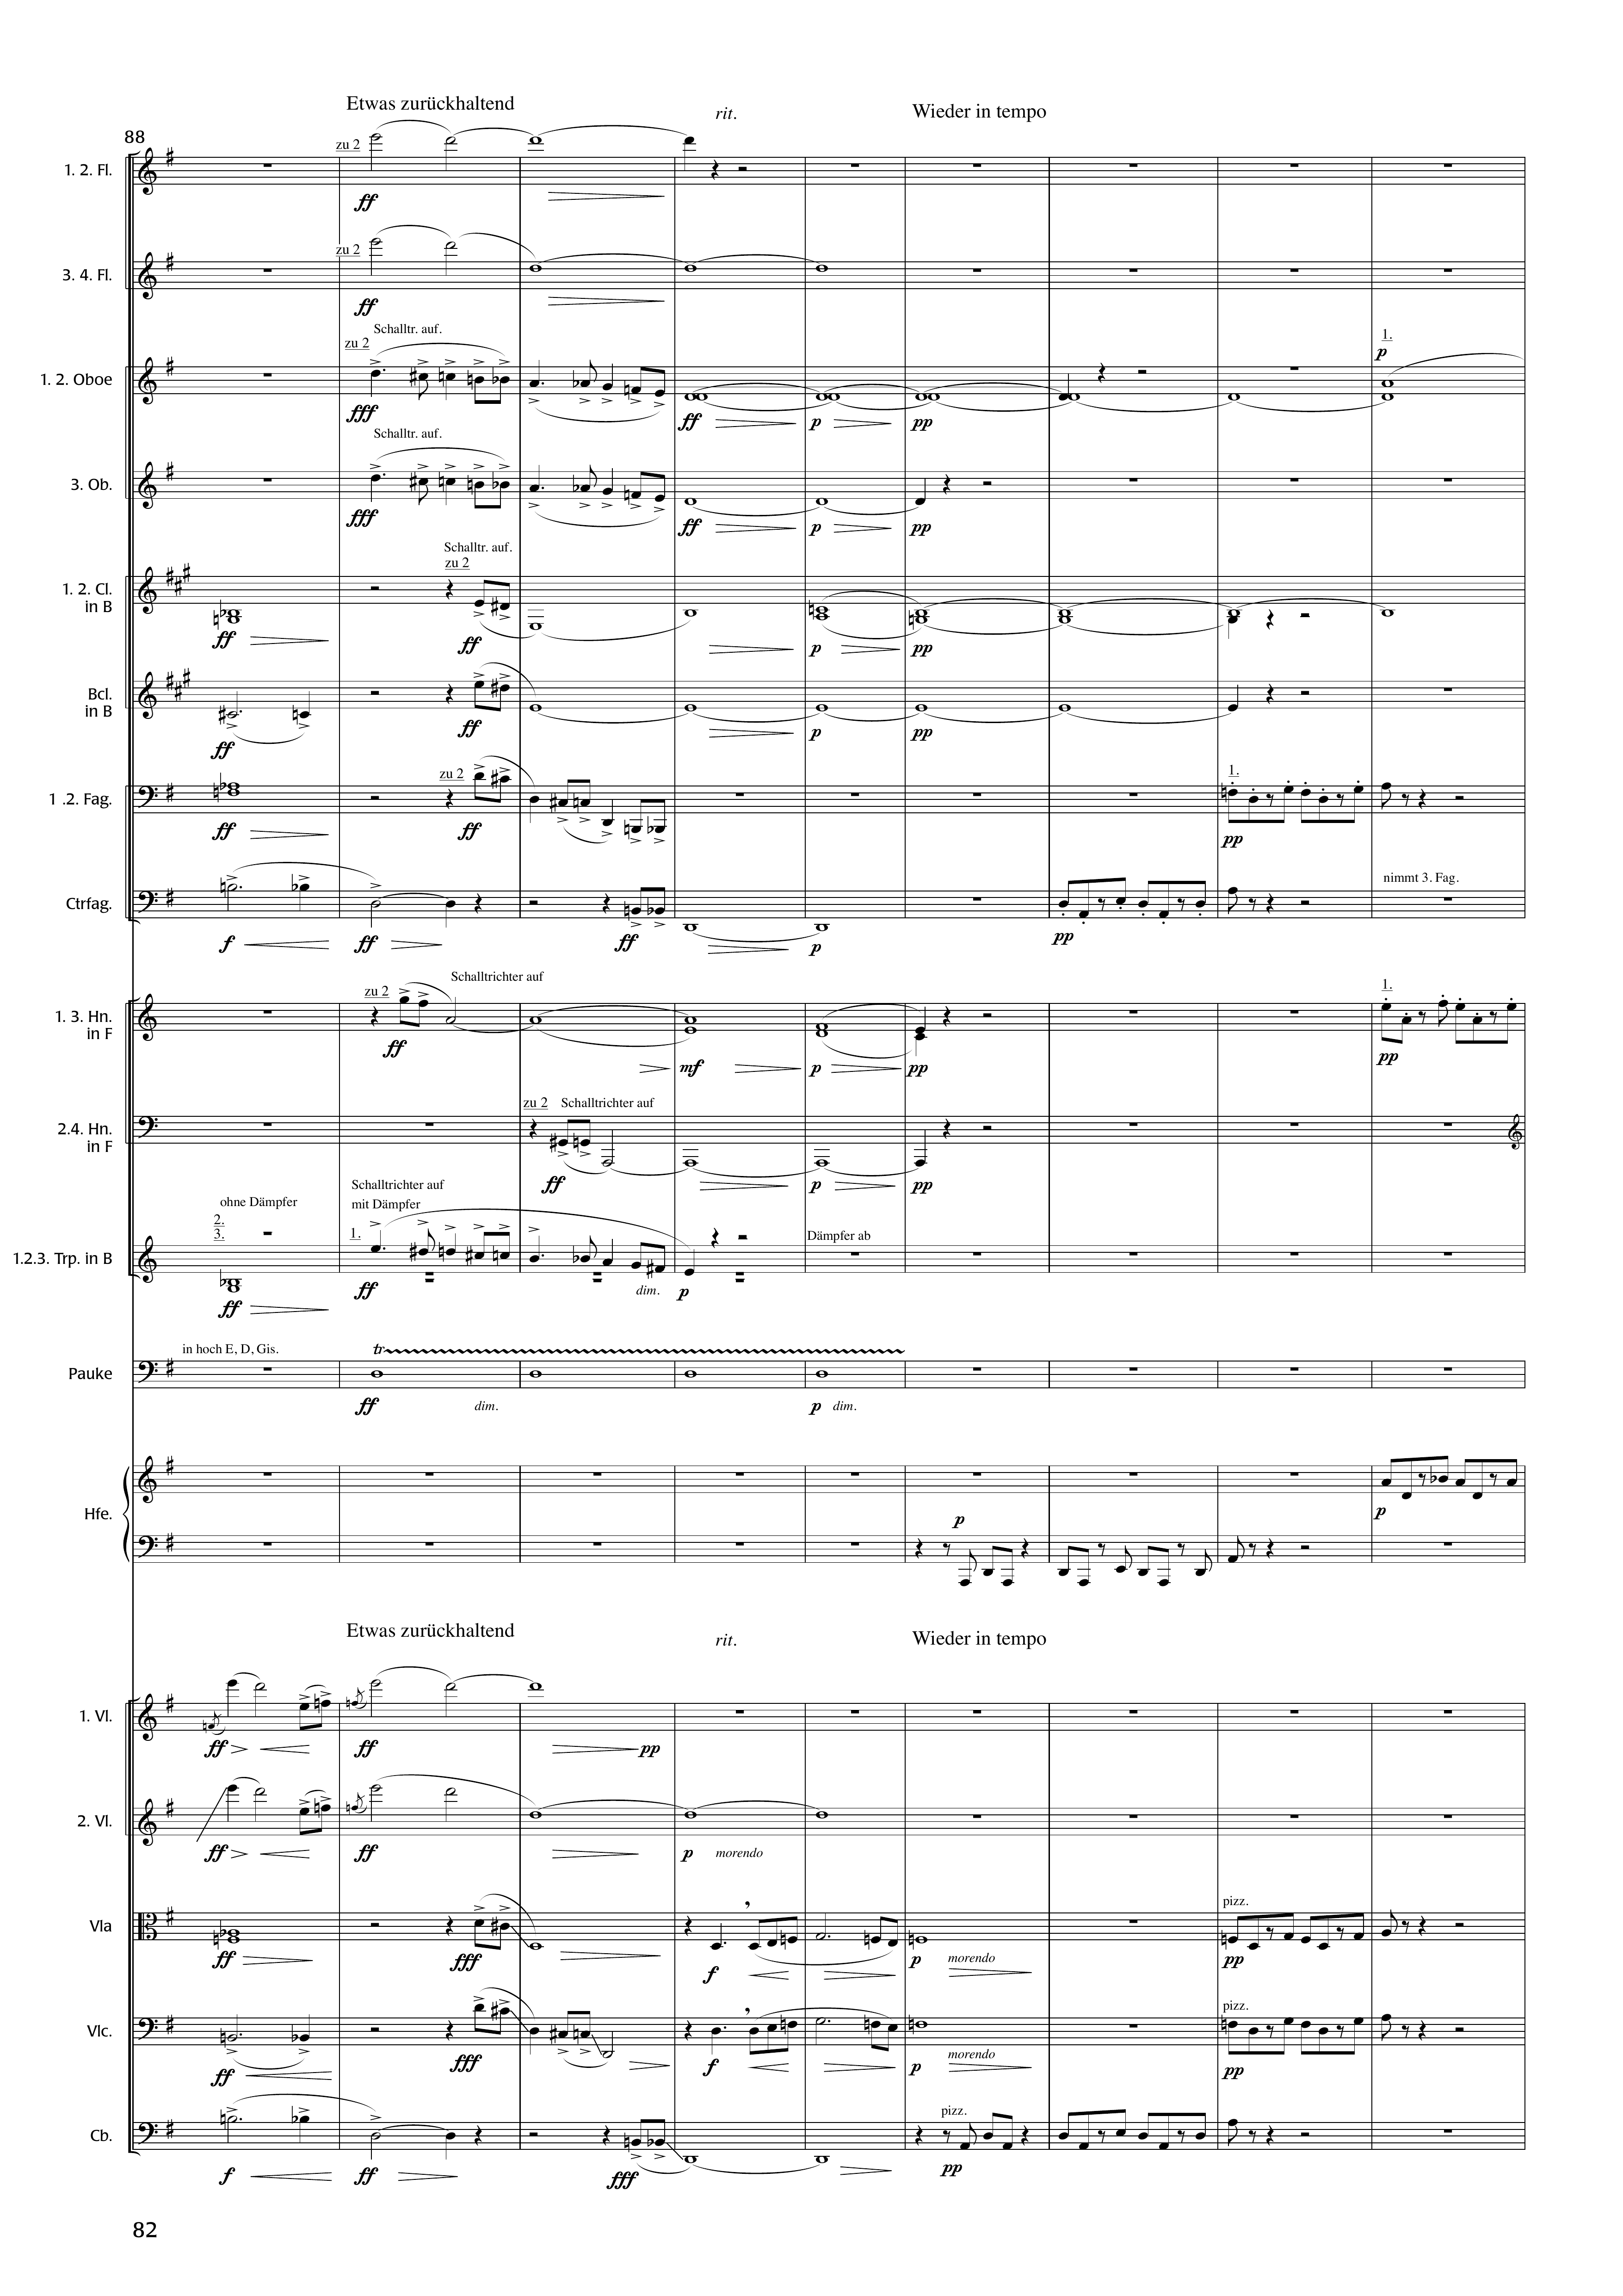 Etwas zurückhaltend
rit.
Wieder in tempo
88
zu 2
1. 2. Fl.
ff
zu 2
3. 4. Fl.
ff
Schalltr. auf.
zu 2
1.
p
1. 2. Oboe
fff
ff
p
pp
Schalltr. auf.
3. Ob.
fff
ff
p
pp
Schalltr. auf.
zu 2
1. 2. Cl.
in B
ff
ff
p
pp
Bcl.
in B
ff
ff
p
pp
zu 2
1.
1 .2. Fag.
ff
ff
pp
nimmt 3. Fag.
Ctrfag.
f
ff
ff
p
pp
Schalltrichter auf
zu 2
1.
1. 3. Hn.
in F
ff
mf
p
pp
pp
zu 2 Schalltrichter auf
2.4. Hn.
in F
ff
p
pp
Schalltrichter auf
ohne Dämpfer
mit Dämpfer
2.
3.
1.
Dämpfer ab
1.2.3. Trp. in B
ff
ff
dim.
p
in hoch E, D, Gis.
tr
Pauke
ff
dim.
p dim.
Hfe.
p
p
Etwas zurückhaltend
rit.
Wieder in tempo
1. Vl.
ff
ff
pp
2. Vl.
ff
ff
p
morendo
pizz.
Vla
ff
fff
f
p
morendo
pp
pizz.
Vlc.
ff
fff
f
p
morendo
pp
pizz.
Cb.
f
ff
fff
pp
82